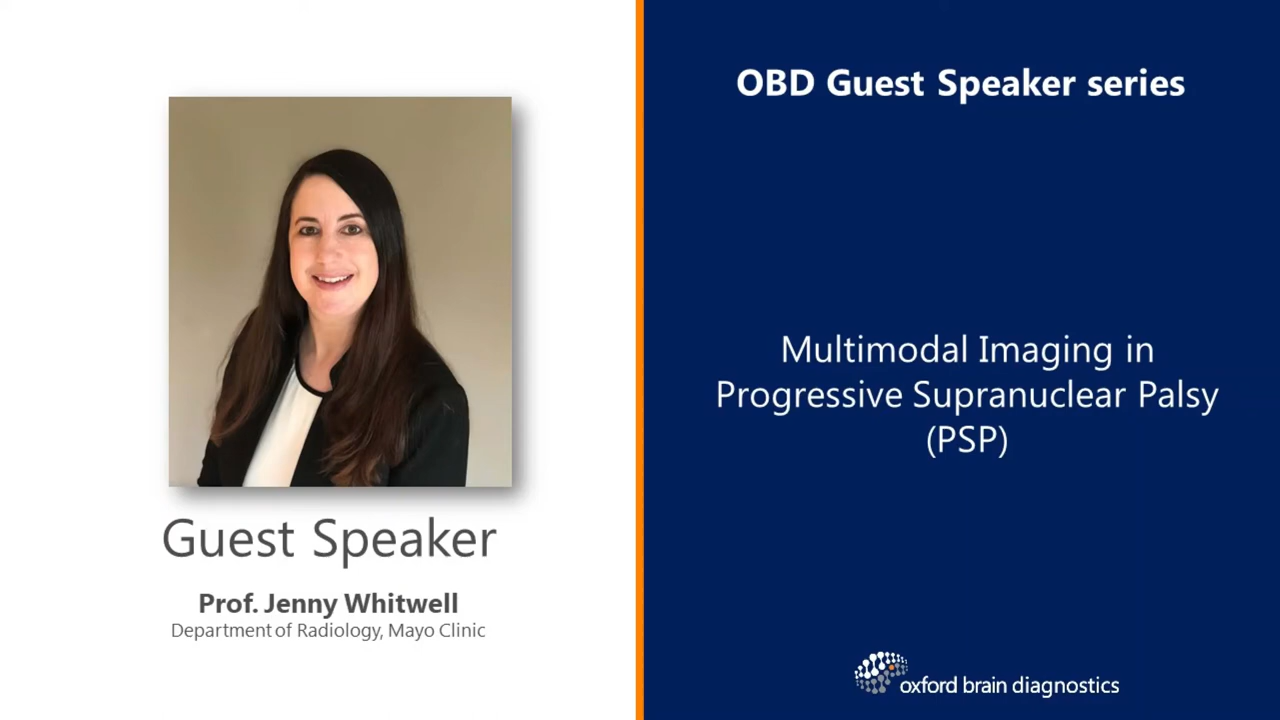 Guest Speaker
Prof. Jenny Whitwell
Department of Radiology, Mayo Clinic
OBD Guest Speaker series
Multimodal Imaging in
Progressive Supranuclear Palsy
(PSP)
oxford brain diagnostics